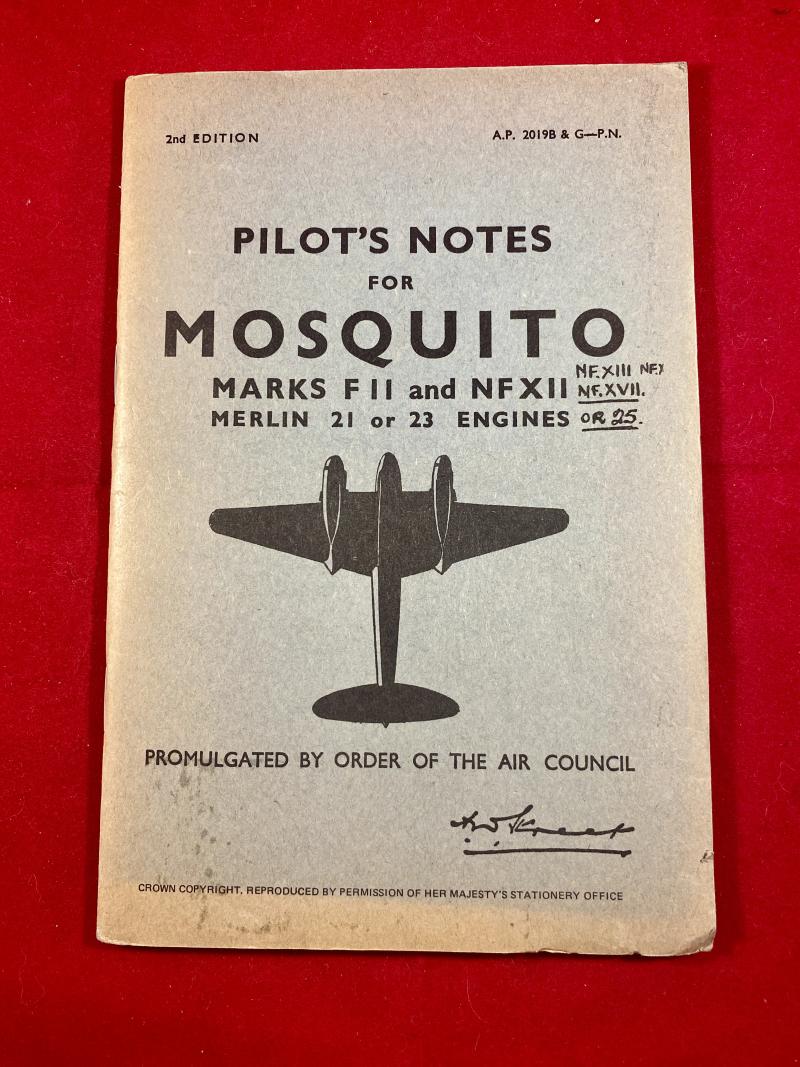 2nd EDITION
A.P. 2019B & G—P.N.
PILOT'S NOTES
FOR
MOSQUITO
NF.XIII NF.X
MARKS F II and NF XII NF.XVII.
MERLIN 21 or 23 ENGINES OR 25.
PROMULGATED BY ORDER OF THE AIR COUNCIL
A.W. Street
CROWN COPYRIGHT. REPRODUCED BY PERMISSION OF HER MAJESTY'S STATIONERY OFFICE